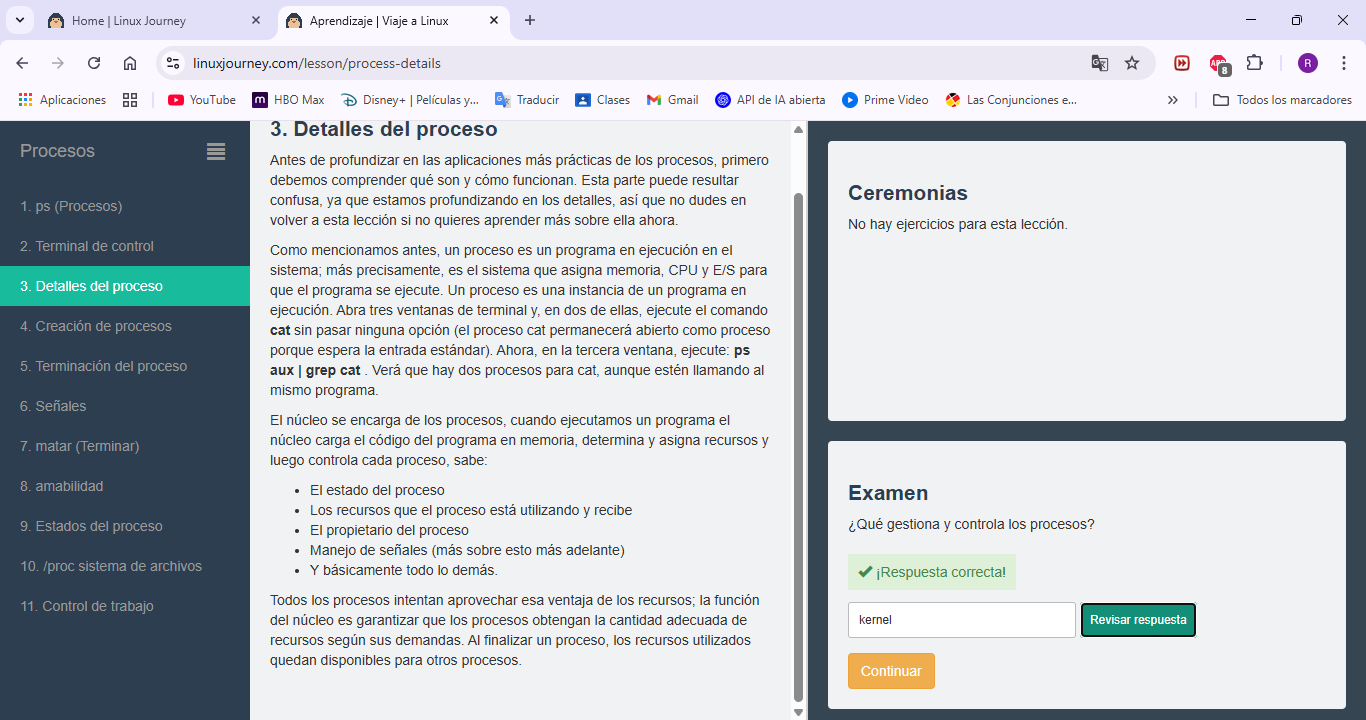 Home | Linux Journey
Aprendizaje | Viaje a Linux
linuxjourney.com/lesson/process-details
8
R
Aplicaciones
YouTube
HBO Max
Disney+ | Películas y...
Traducir
Clases
Gmail
API de IA abierta
Prime Video
Las Conjunciones e...
Todos los marcadores
Procesos
1. ps (Procesos)
2. Terminal de control
3. Detalles del proceso
4. Creación de procesos
5. Terminación del proceso
6. Señales
7. matar (Terminar)
8. amabilidad
9. Estados del proceso
10. /proc sistema de archivos
11. Control de trabajo
3. Detalles del proceso
Antes de profundizar en las aplicaciones más prácticas de los procesos, primero
debemos comprender qué son y cómo funcionan. Esta parte puede resultar
confusa, ya que estamos profundizando en los detalles, así que no dudes en
volver a esta lección si no quieres aprender más sobre ella ahora.
Como mencionamos antes, un proceso es un programa en ejecución en el
sistema; más precisamente, es el sistema que asigna memoria, CPU y E/S para
que el programa se ejecute. Un proceso es una instancia de un programa en
ejecución. Abra tres ventanas de terminal y, en dos de ellas, ejecute el comando
cat sin pasar ninguna opción (el proceso cat permanecerá abierto como proceso
porque espera la entrada estándar). Ahora, en la tercera ventana, ejecute: ps
aux | grep cat . Verá que hay dos procesos para cat, aunque estén llamando al
mismo programa.
El núcleo se encarga de los procesos, cuando ejecutamos un programa el
núcleo carga el código del programa en memoria, determina y asigna recursos y
luego controla cada proceso, sabe:
• El estado del proceso
• Los recursos que el proceso está utilizando y recibe
• El propietario del proceso
• Manejo de señales (más sobre esto más adelante)
• Y básicamente todo lo demás.
Todos los procesos intentan aprovechar esa ventaja de los recursos; la función
del núcleo es garantizar que los procesos obtengan la cantidad adecuada de
recursos según sus demandas. Al finalizar un proceso, los recursos utilizados
quedan disponibles para otros procesos.
Ceremonias
No hay ejercicios para esta lección.
Examen
¿Qué gestiona y controla los procesos?
¡Respuesta correcta!
kernel
Revisar respuesta
Continuar